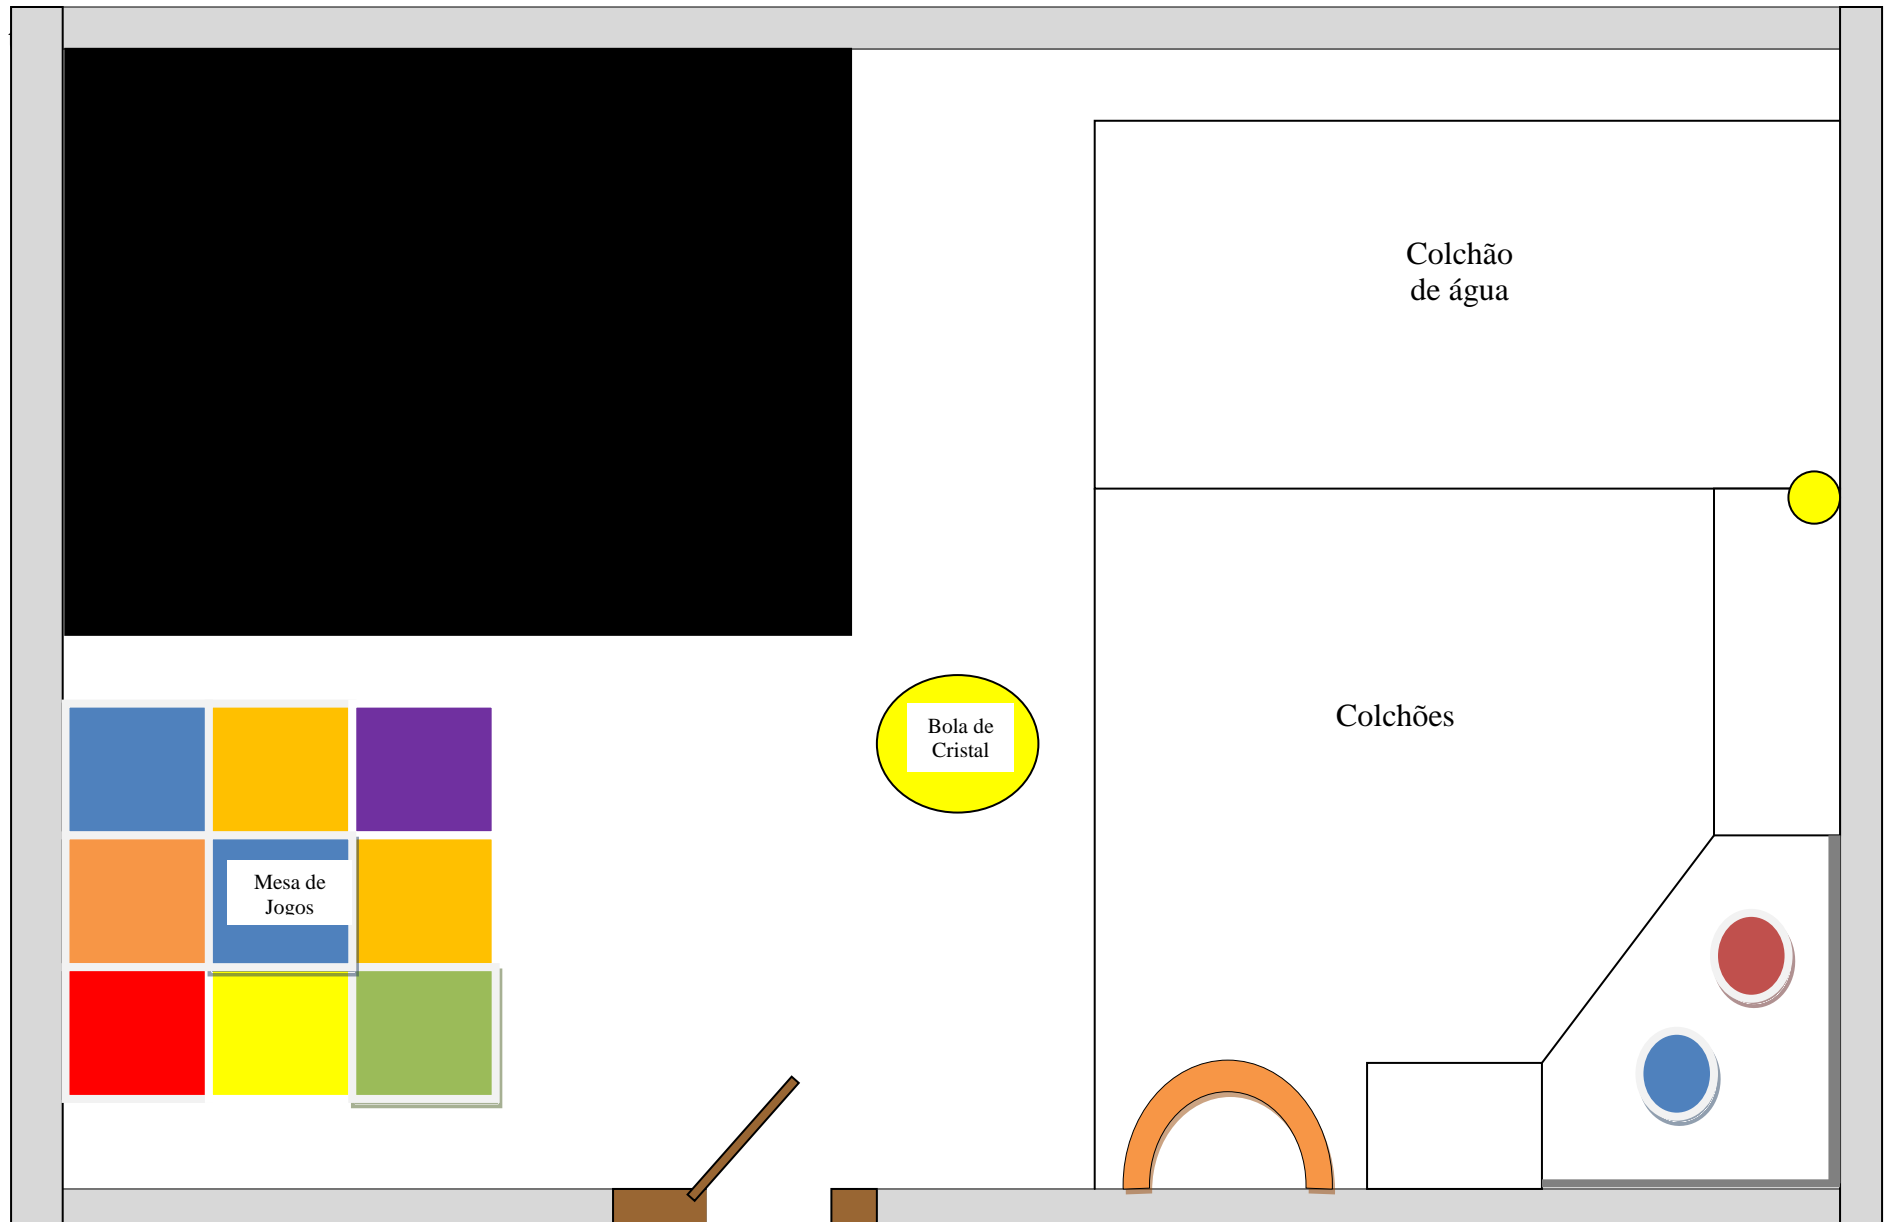 Colchão
de água
Colchões
Bola de
Cristal
Mesa de
Jogos